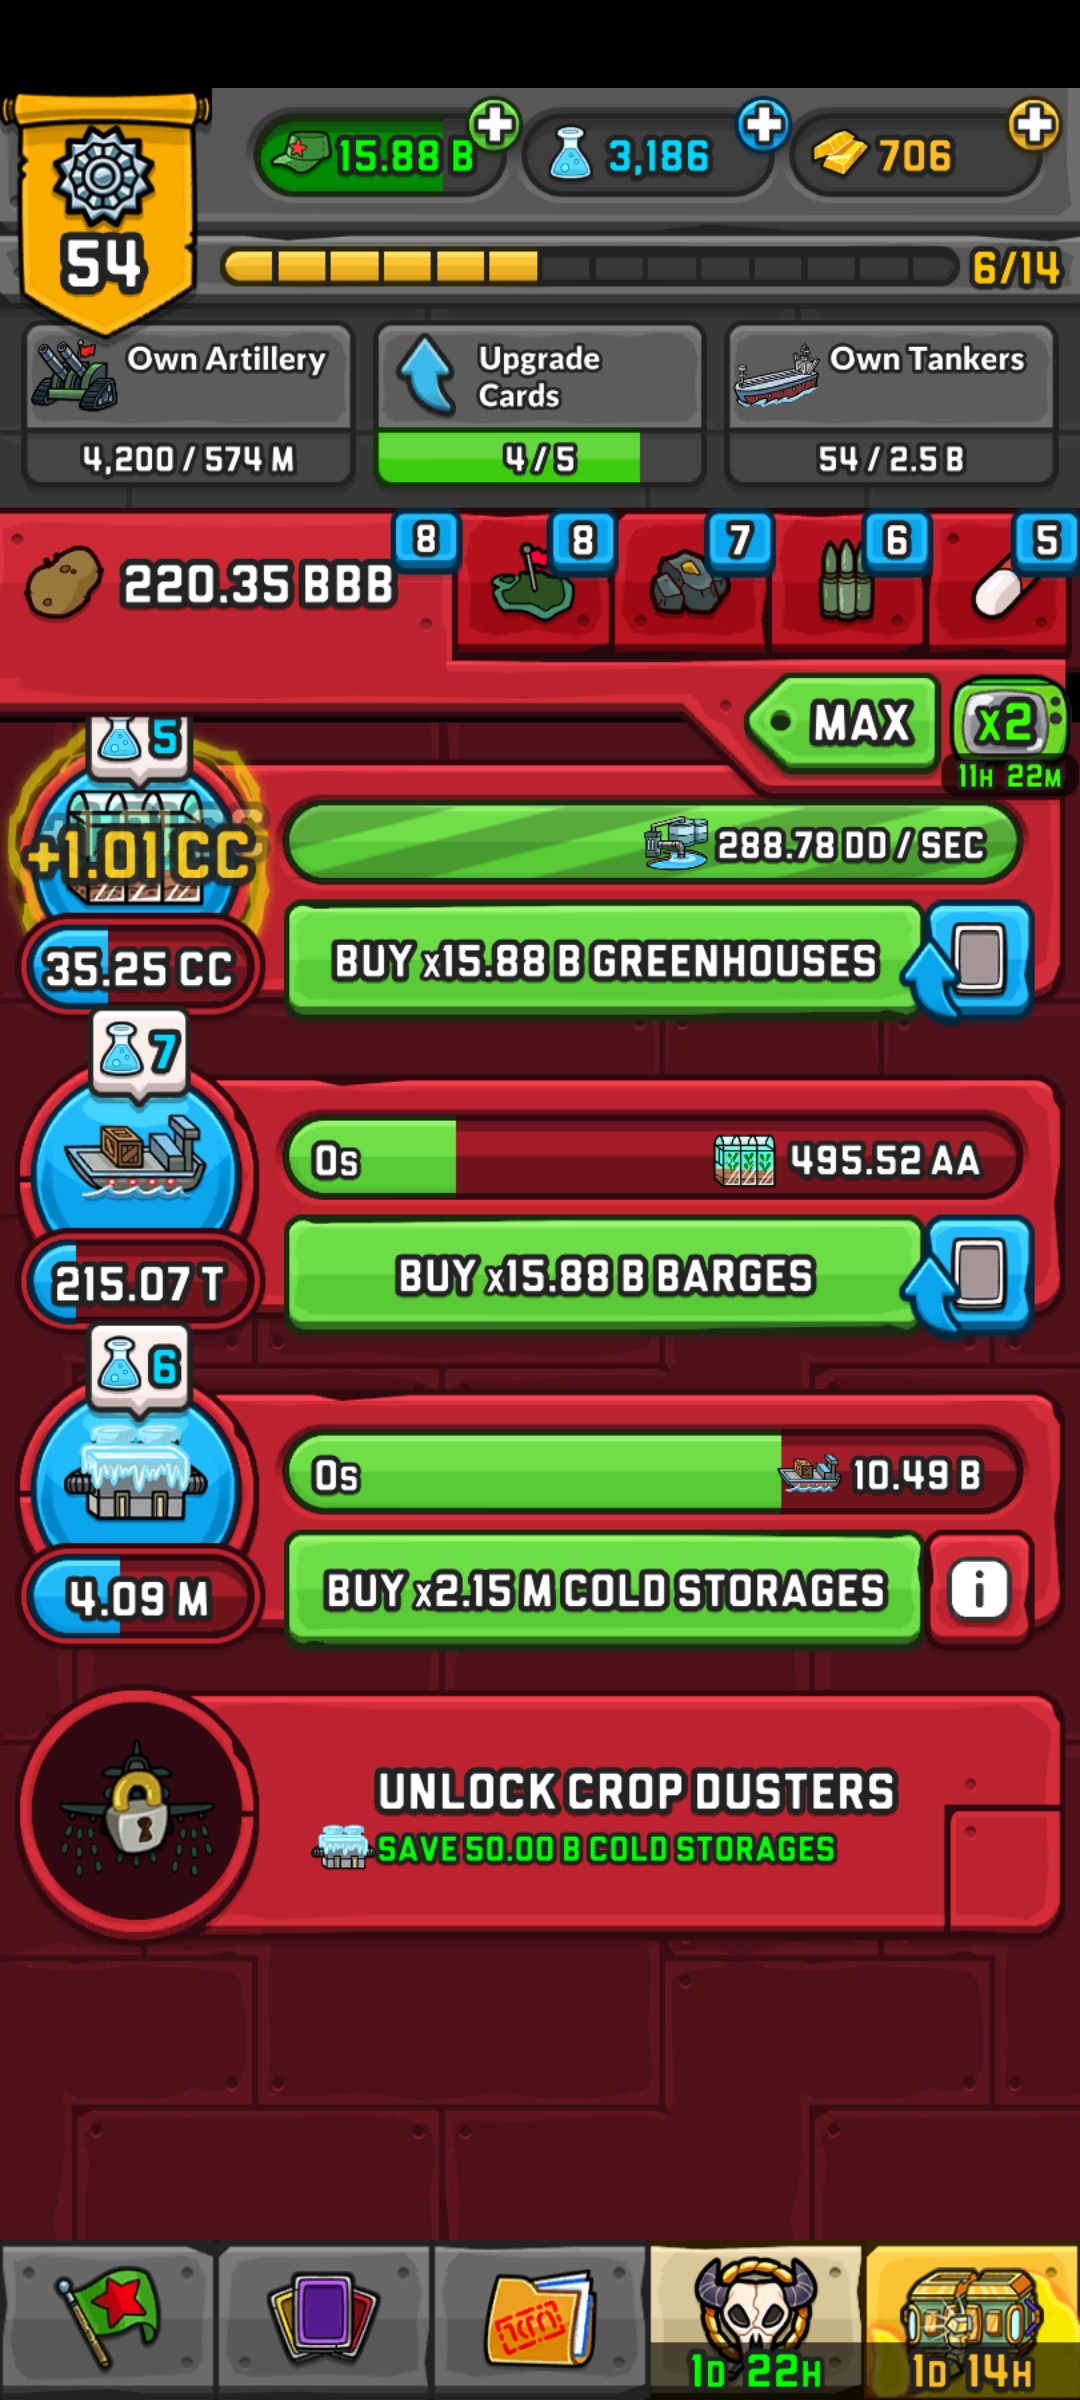 15.88 B
3,186
706
54
6/14
Own Artillery
Upgrade
Cards
Own Tankers
4,200 / 574 M
4 / 5
54 / 2.5 B
8
8
7
6
5
220.35 BBB
MAX
x2
11H 22M
5
+1.01 CC
288.78 DD / SEC
35.25 CC
BUY x15.88 B GREENHOUSES
7
0s
495.52 AA
215.07 T
BUY x15.88 B BARGES
6
0s
10.49 B
4.09 M
BUY x2.15 M COLD STORAGES
i
UNLOCK CROP DUSTERS
SAVE 50.00 B COLD STORAGES
1D 22H
1D 14H